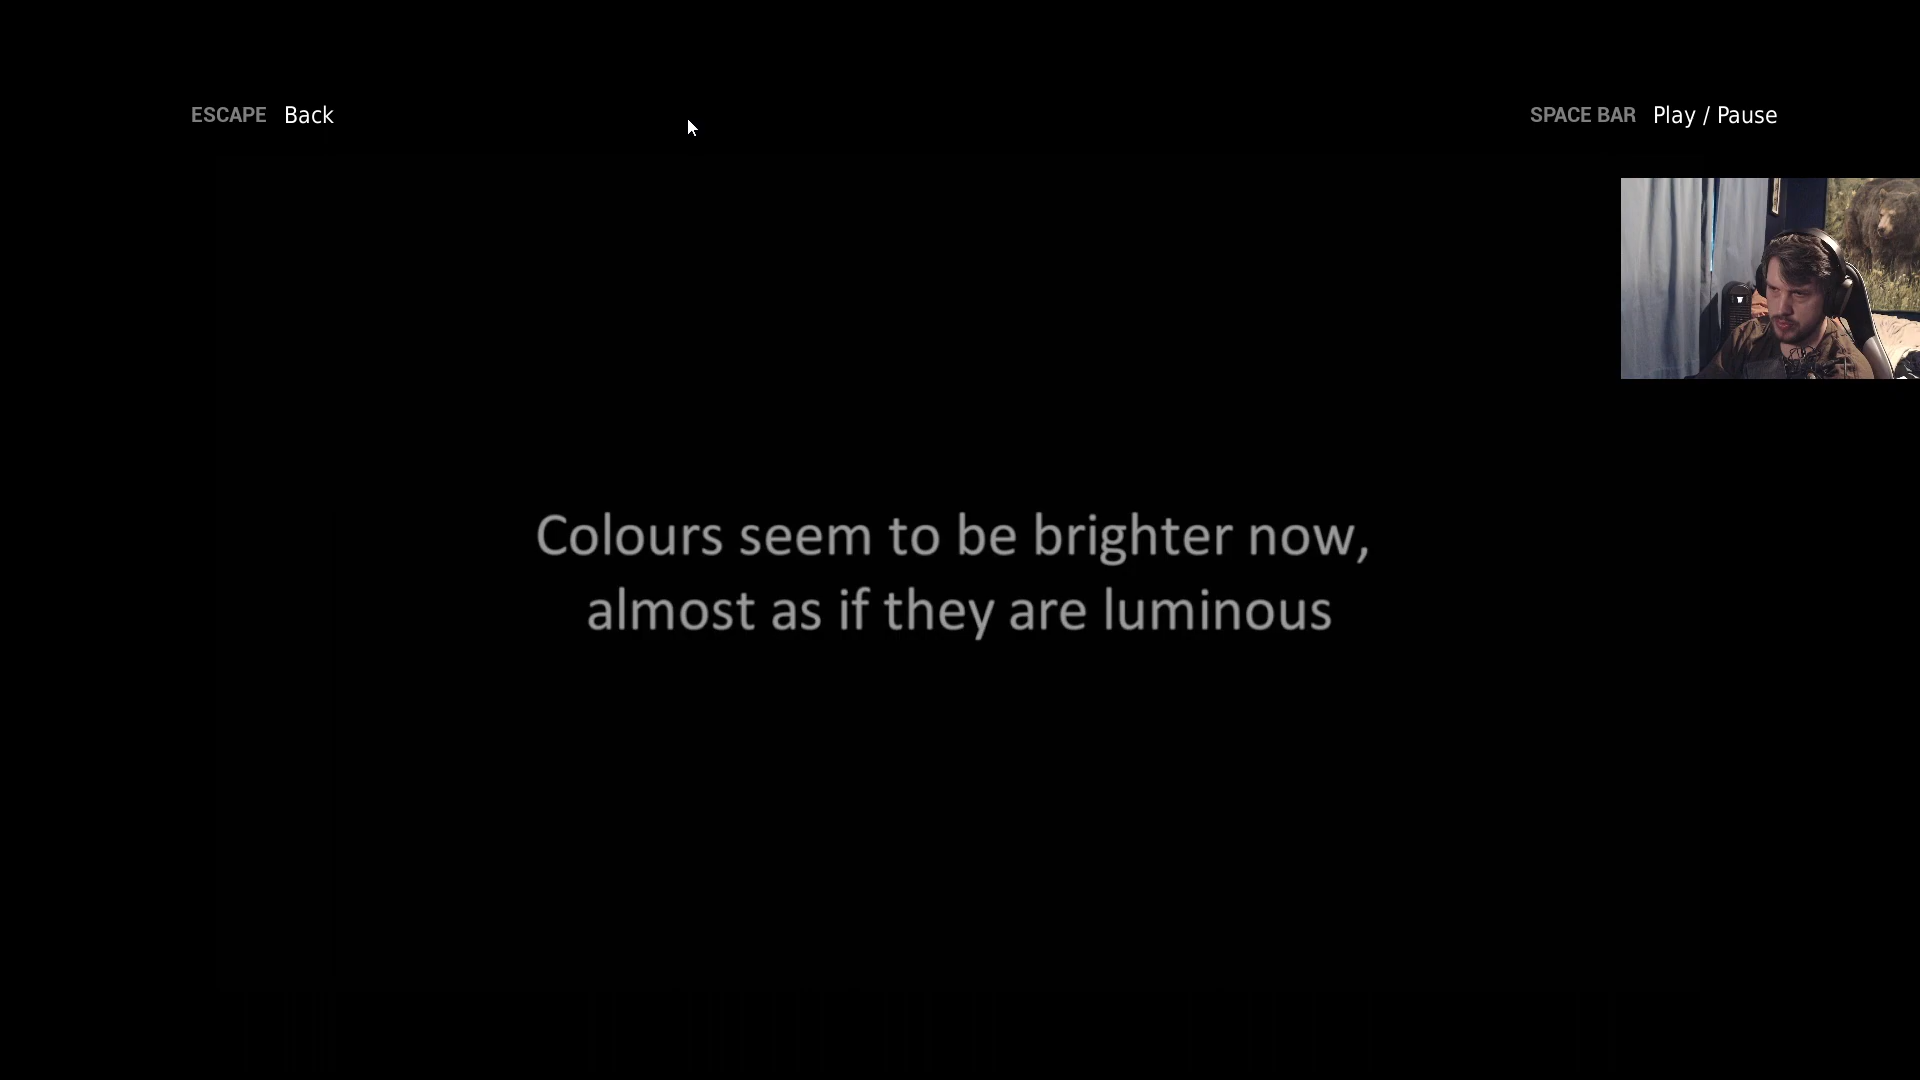 ESCAPE Back
SPACE BAR Play / Pause
Colours seem to be brighter now,
almost as if they are luminous